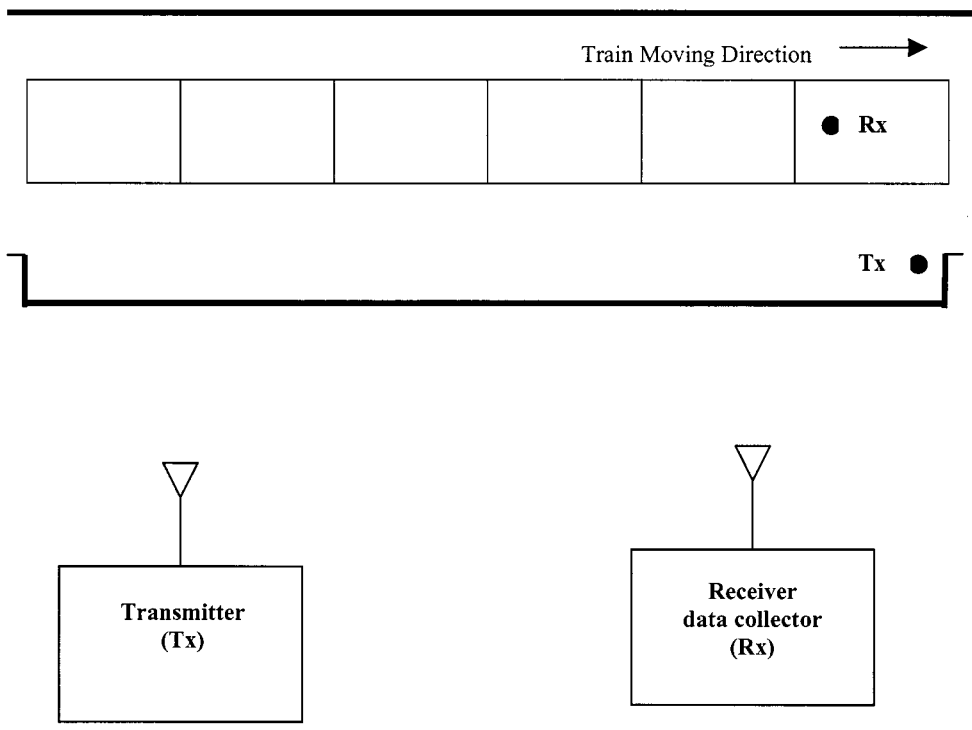 Train Moving Direction
Rx
Tx
Transmitter
(Tx)
Receiver
data collector
(Rx)